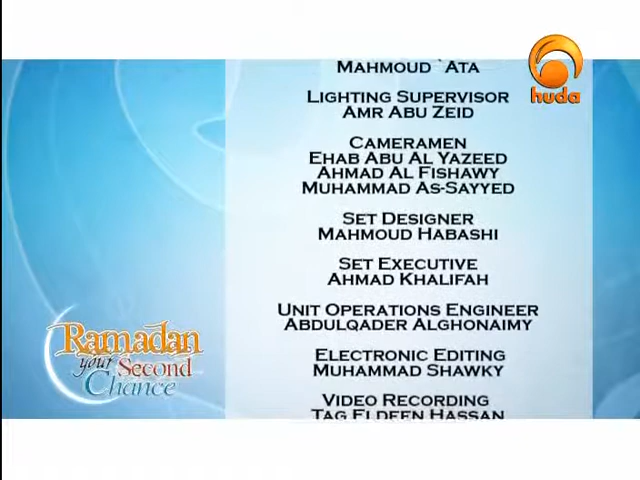 Mahmoud `Ata
Lighting Supervisor
Amr Abu Zeid
Cameramen
Ehab Abu Al Yazeed
Ahmad Al Fishawy
Muhammad As-Sayyed
Set Designer
Mahmoud Habashi
Set Executive
Ahmad Khalifah
Unit Operations Engineer
Abdulqader Alghonaimy
Electronic Editing
Muhammad Shawky
Video Recording
Tag Eldeen Hassan
huda
Ramadan
your Second
Chance